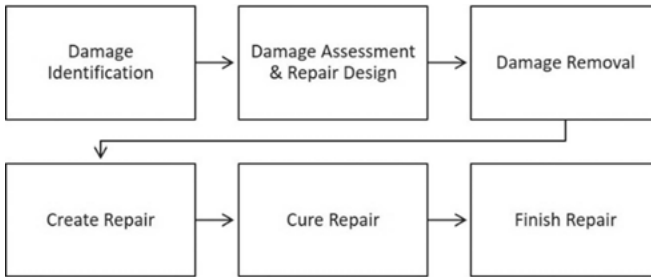 Damage
Identification
Damage Assessment
& Repair Design
Damage Removal
Create Repair
Cure Repair
Finish Repair